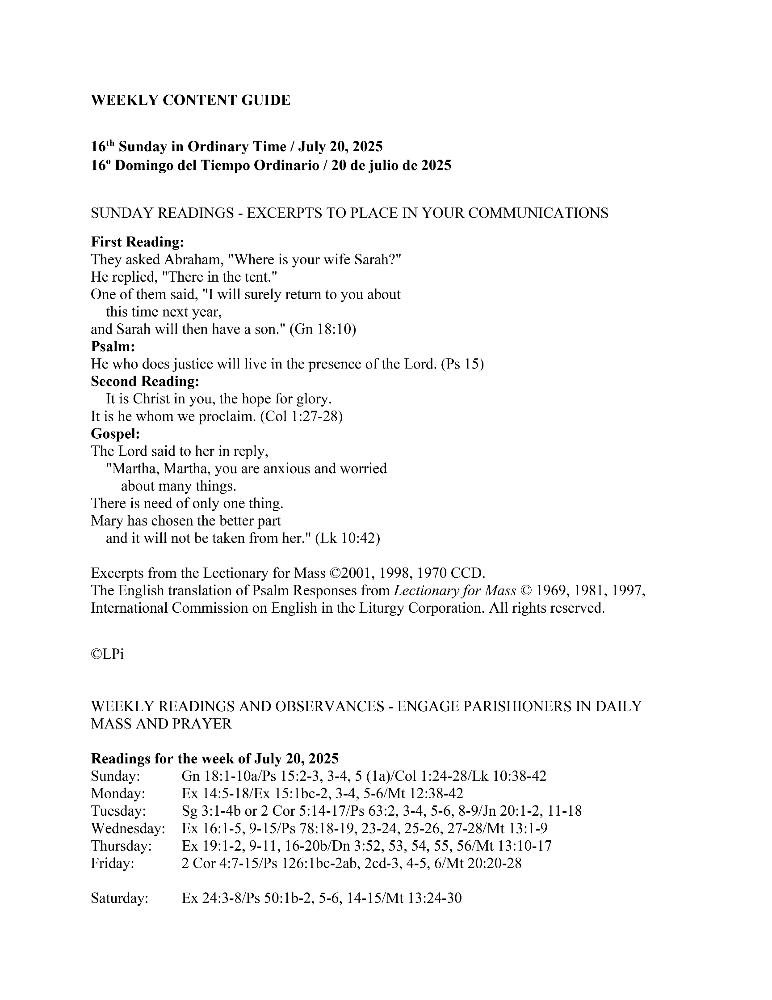 WEEKLY CONTENT GUIDE
16th Sunday in Ordinary Time / July 20, 2025
16º Domingo del Tiempo Ordinario / 20 de julio de 2025
SUNDAY READINGS - EXCERPTS TO PLACE IN YOUR COMMUNICATIONS
First Reading:
They asked Abraham, "Where is your wife Sarah?"
He replied, "There in the tent."
One of them said, "I will surely return to you about
this time next year,
and Sarah will then have a son." (Gn 18:10)
Psalm:
He who does justice will live in the presence of the Lord. (Ps 15)
Second Reading:
It is Christ in you, the hope for glory.
It is he whom we proclaim. (Col 1:27-28)
Gospel:
The Lord said to her in reply,
"Martha, Martha, you are anxious and worried
about many things.
There is need of only one thing.
Mary has chosen the better part
and it will not be taken from her." (Lk 10:42)
Excerpts from the Lectionary for Mass ©2001, 1998, 1970 CCD.
The English translation of Psalm Responses from Lectionary for Mass © 1969, 1981, 1997,
International Commission on English in the Liturgy Corporation. All rights reserved.
©LPi
WEEKLY READINGS AND OBSERVANCES - ENGAGE PARISHIONERS IN DAILY
MASS AND PRAYER
Readings for the week of July 20, 2025
Sunday: Gn 18:1-10a/Ps 15:2-3, 3-4, 5 (1a)/Col 1:24-28/Lk 10:38-42
Monday: Ex 14:5-18/Ex 15:1bc-2, 3-4, 5-6/Mt 12:38-42
Tuesday: Sg 3:1-4b or 2 Cor 5:14-17/Ps 63:2, 3-4, 5-6, 8-9/Jn 20:1-2, 11-18
Wednesday: Ex 16:1-5, 9-15/Ps 78:18-19, 23-24, 25-26, 27-28/Mt 13:1-9
Thursday: Ex 19:1-2, 9-11, 16-20b/Dn 3:52, 53, 54, 55, 56/Mt 13:10-17
Friday: 2 Cor 4:7-15/Ps 126:1bc-2ab, 2cd-3, 4-5, 6/Mt 20:20-28
Saturday: Ex 24:3-8/Ps 50:1b-2, 5-6, 14-15/Mt 13:24-30